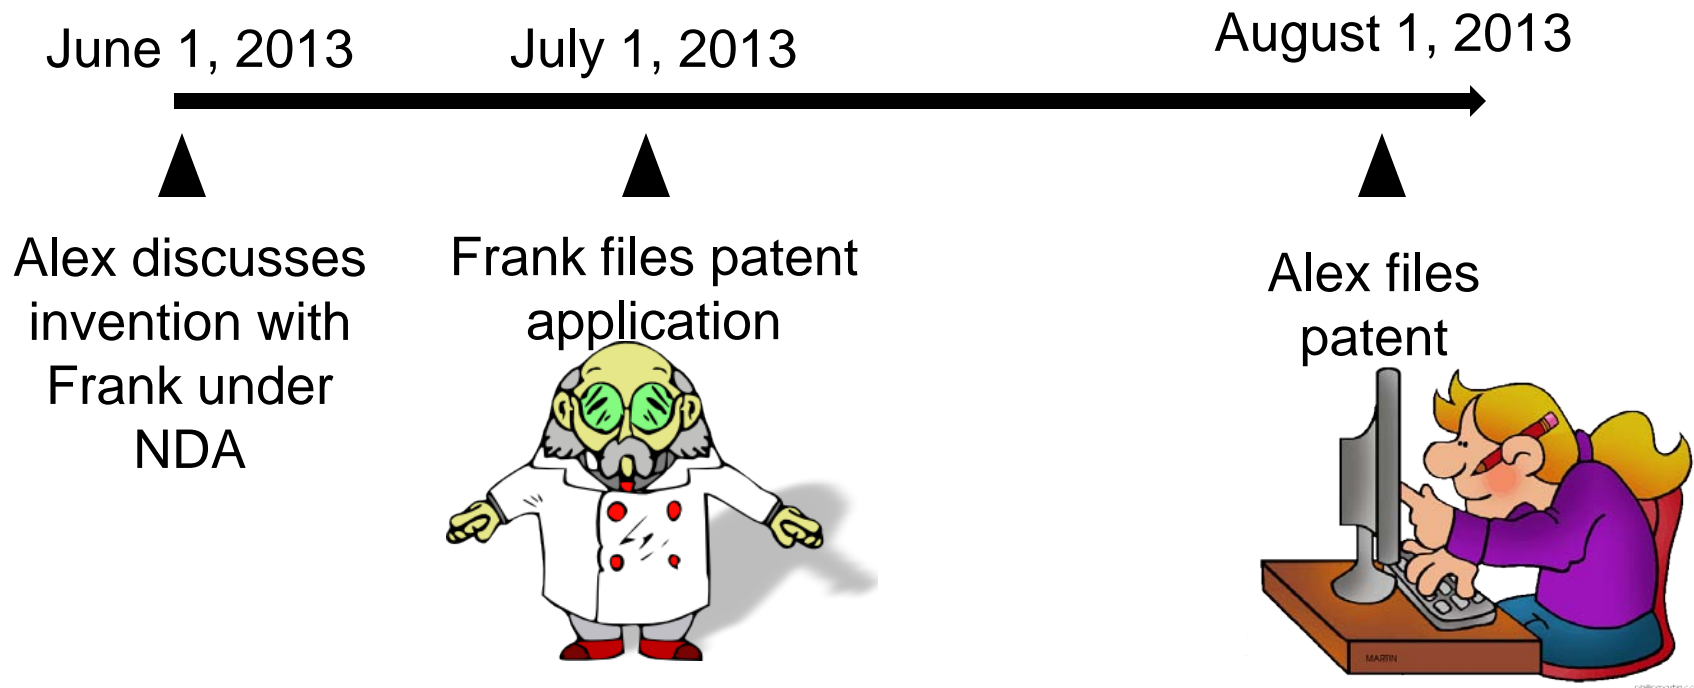 June 1, 2013
July 1, 2013
August 1, 2013
Alex discusses
invention with
Frank under
NDA
Frank files patent
application
Alex files
patent
MARTIN